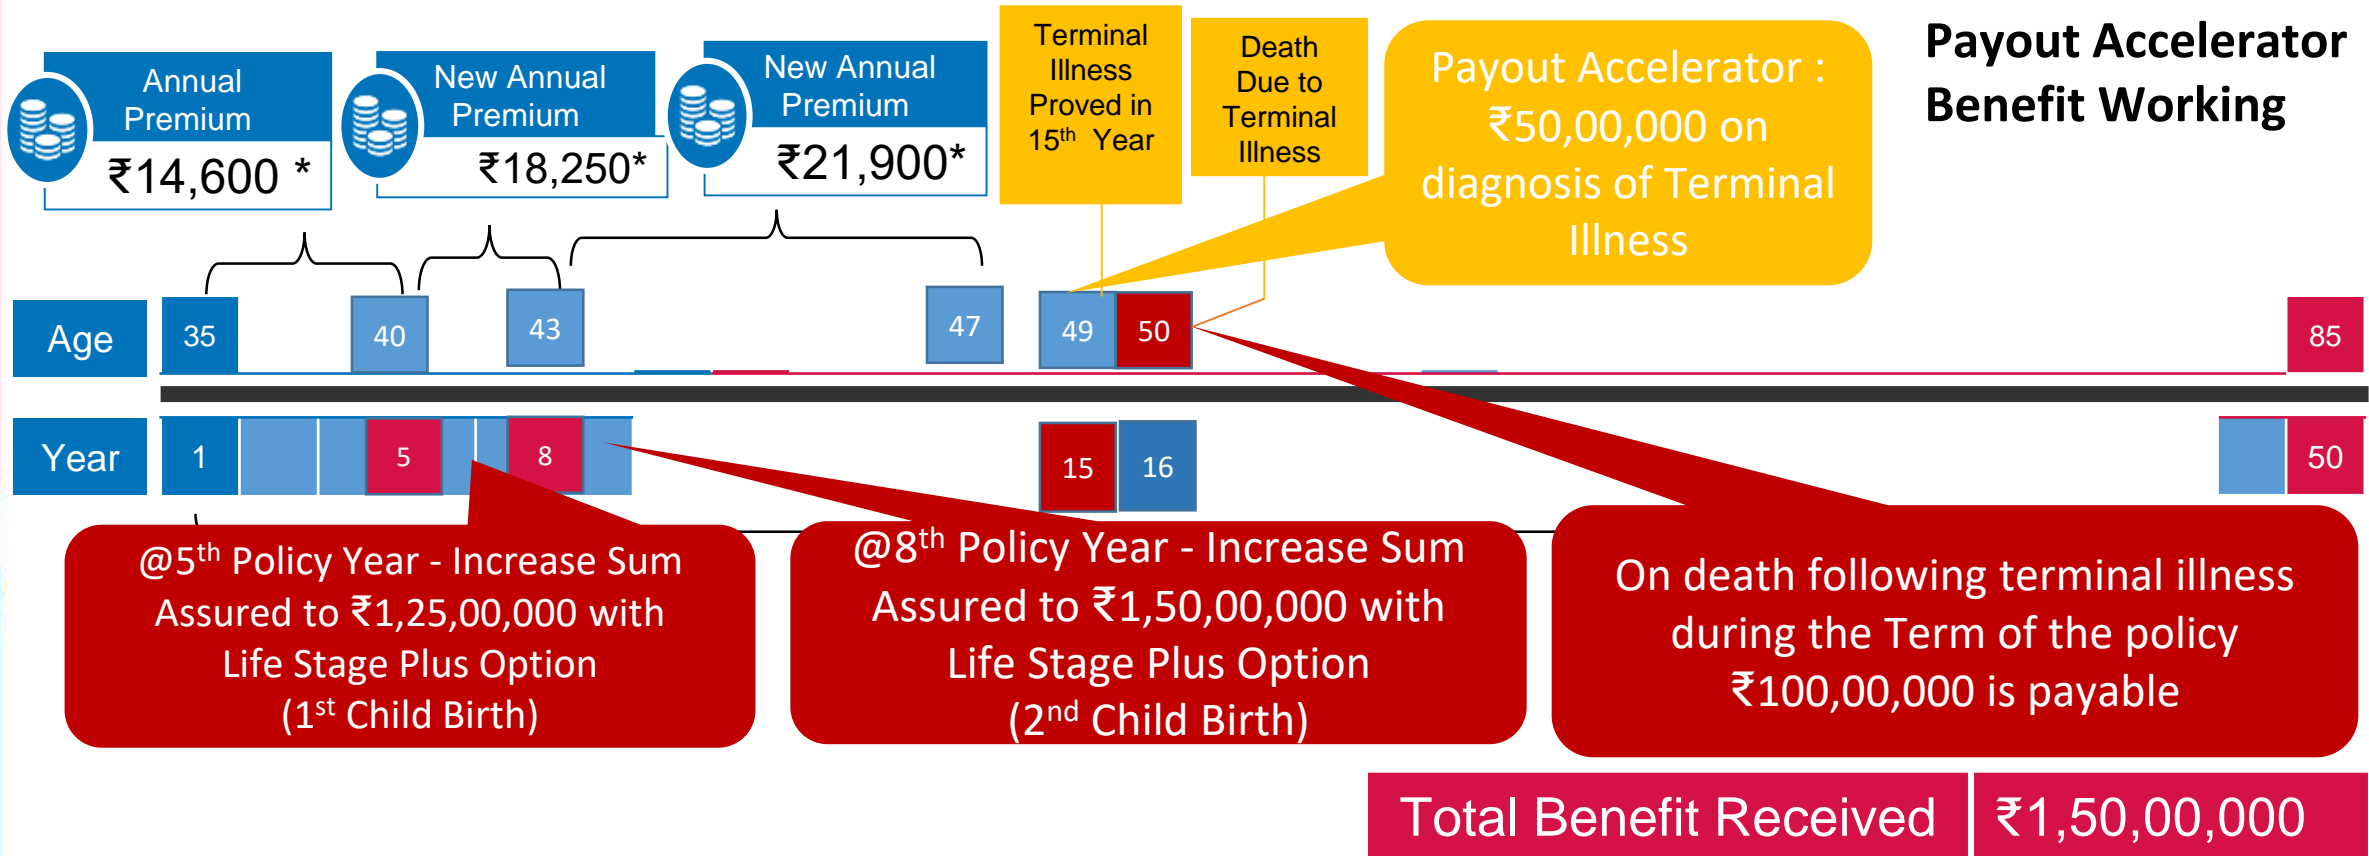 Payout Accelerator
Benefit Working
Annual
Premium
₹14,600 *
New Annual
Premium
₹18,250*
New Annual
Premium
₹21,900*
Terminal
Illness
Proved in
15th Year
Death
Due to
Terminal
Illness
Payout Accelerator :
₹50,00,000 on
diagnosis of Terminal
Illness
Age
35
40
43
47
49
50
85
Year
1
5
8
15
16
50
@5th Policy Year - Increase Sum
Assured to ₹1,25,00,000 with
Life Stage Plus Option
(1st Child Birth)
@8th Policy Year - Increase Sum
Assured to ₹1,50,00,000 with
Life Stage Plus Option
(2nd Child Birth)
On death following terminal illness
during the Term of the policy
₹100,00,000 is payable
Total Benefit Received
₹1,50,00,000